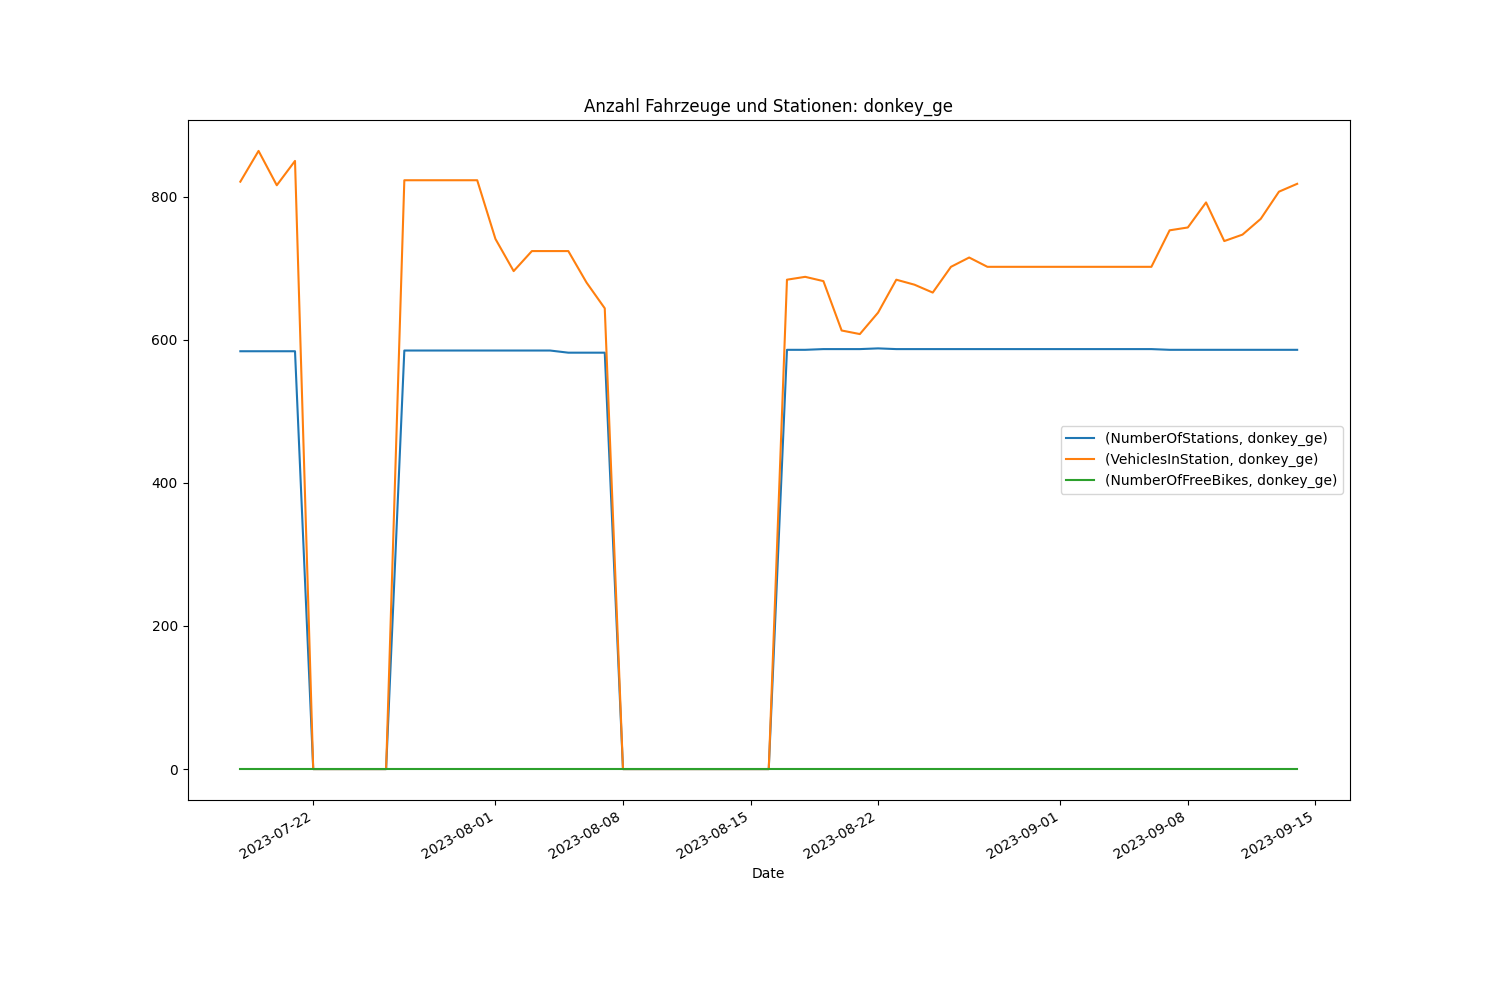 Anzahl Fahrzeuge und Stationen: donkey_ge
800
600
400
200
0
(NumberOfStations, donkey_ge)
(VehiclesInStation, donkey_ge)
(NumberOfFreeBikes, donkey_ge)
2023-07-22
2023-08-01
2023-08-08
2023-08-15
2023-08-22
2023-09-01
2023-09-08
2023-09-15
Date